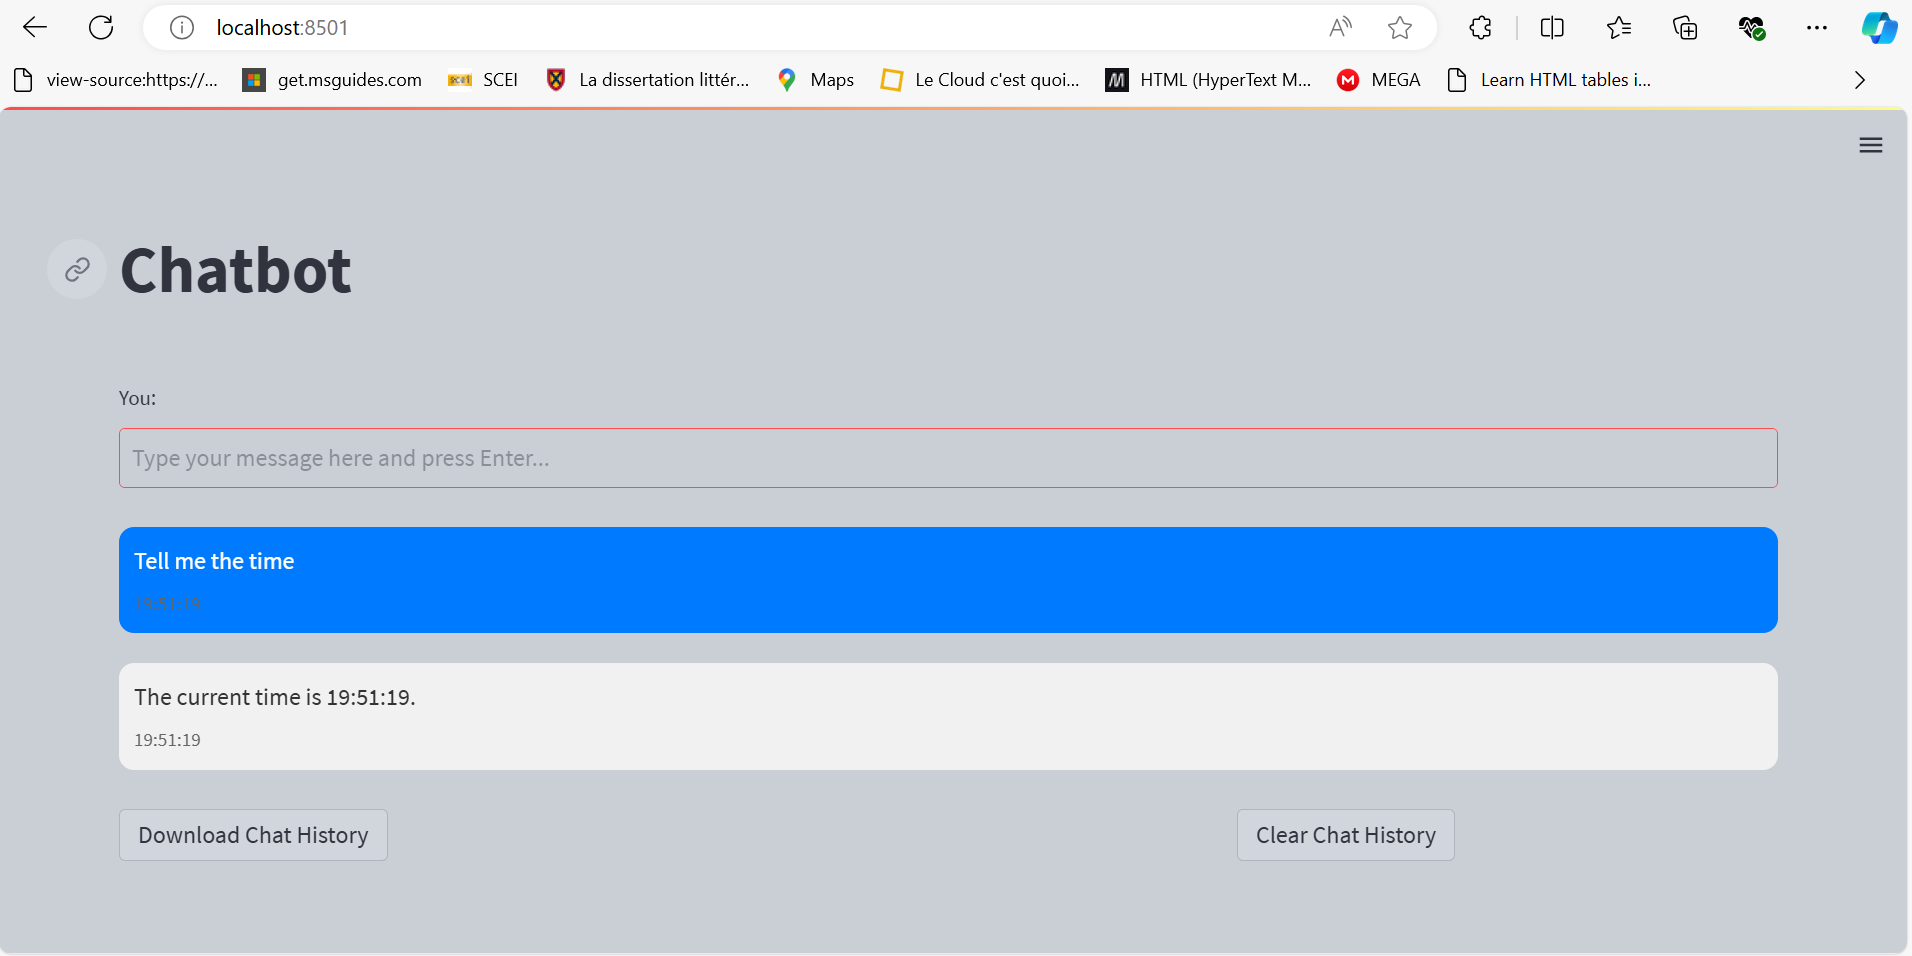 localhost:8501
view-source:https://... get.msguides.com SCEI La dissertation littér... Maps Le Cloud c'est quoi... HTML (HyperText M... MEGA Learn HTML tables i...
Chatbot
You:
Type your message here and press Enter...
Tell me the time
19:51:19
The current time is 19:51:19.
19:51:19
Download Chat History Clear Chat History